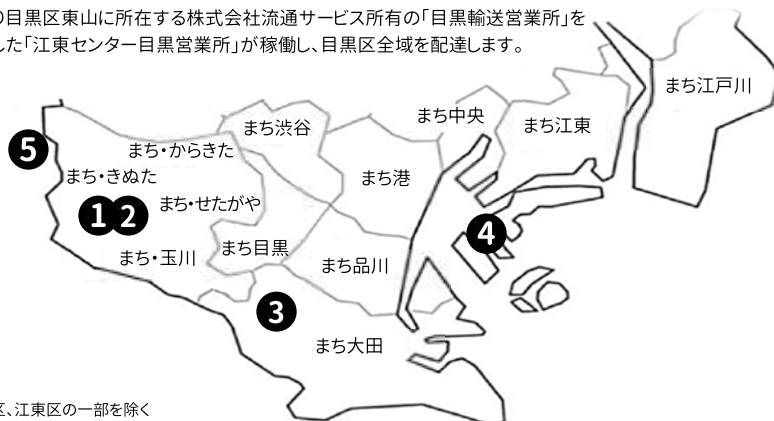 の目黒区東山に所在する株式会社流通サービス所有の「目黒輸送営業所」を
した「江東センター目黒営業所」が稼働し、目黒区全域を配達します。
まち江戸川
まち中央
まち渋谷
まち江東
5
まち・からきた
まち・きぬた
まち港
まち・せたがや
1 2
4
まち目黒
まち・玉川
まち品川
3
まち大田
区、江東区の一部を除く